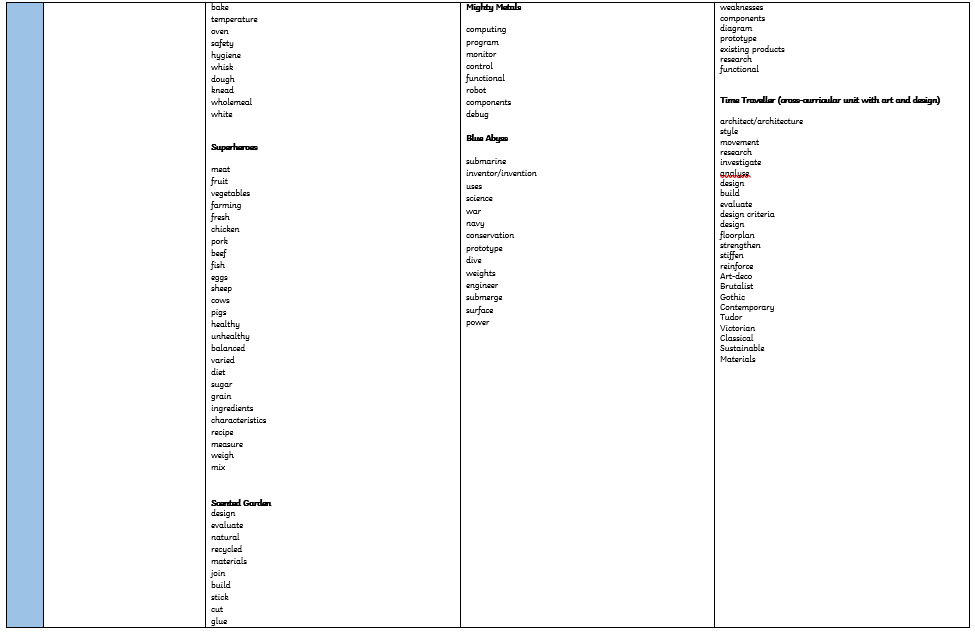 bake
temperature
oven
safety
hygiene
whisk
dough
knead
wholemeal
white
Superheroes
meat
fruit
vegetables
farming
fresh
chicken
pork
beef
fish
eggs
sheep
cows
pigs
healthy
unhealthy
balanced
varied
diet
sugar
grain
ingredients
characteristics
recipe
measure
weigh
mix
Scented Garden
design
evaluate
natural
recycled
materials
join
build
stick
cut
glue
Mighty Metals
computing
program
monitor
control
functional
robot
components
debug
Blue Abyss
submarine
inventor/invention
uses
science
war
navy
conservation
prototype
dive
weights
engineer
submerge
surface
power
weaknesses
components
diagram
prototype
existing products
research
functional
Time Traveller (cross-curricular unit with art and design)
architect/architecture
style
movement
research
investigate
analyse
design
build
evaluate
design criteria
design
floorplan
strengthen
stiffen
reinforce
Art-deco
Brutalist
Gothic
Contemporary
Tudor
Victorian
Classical
Sustainable
Materials